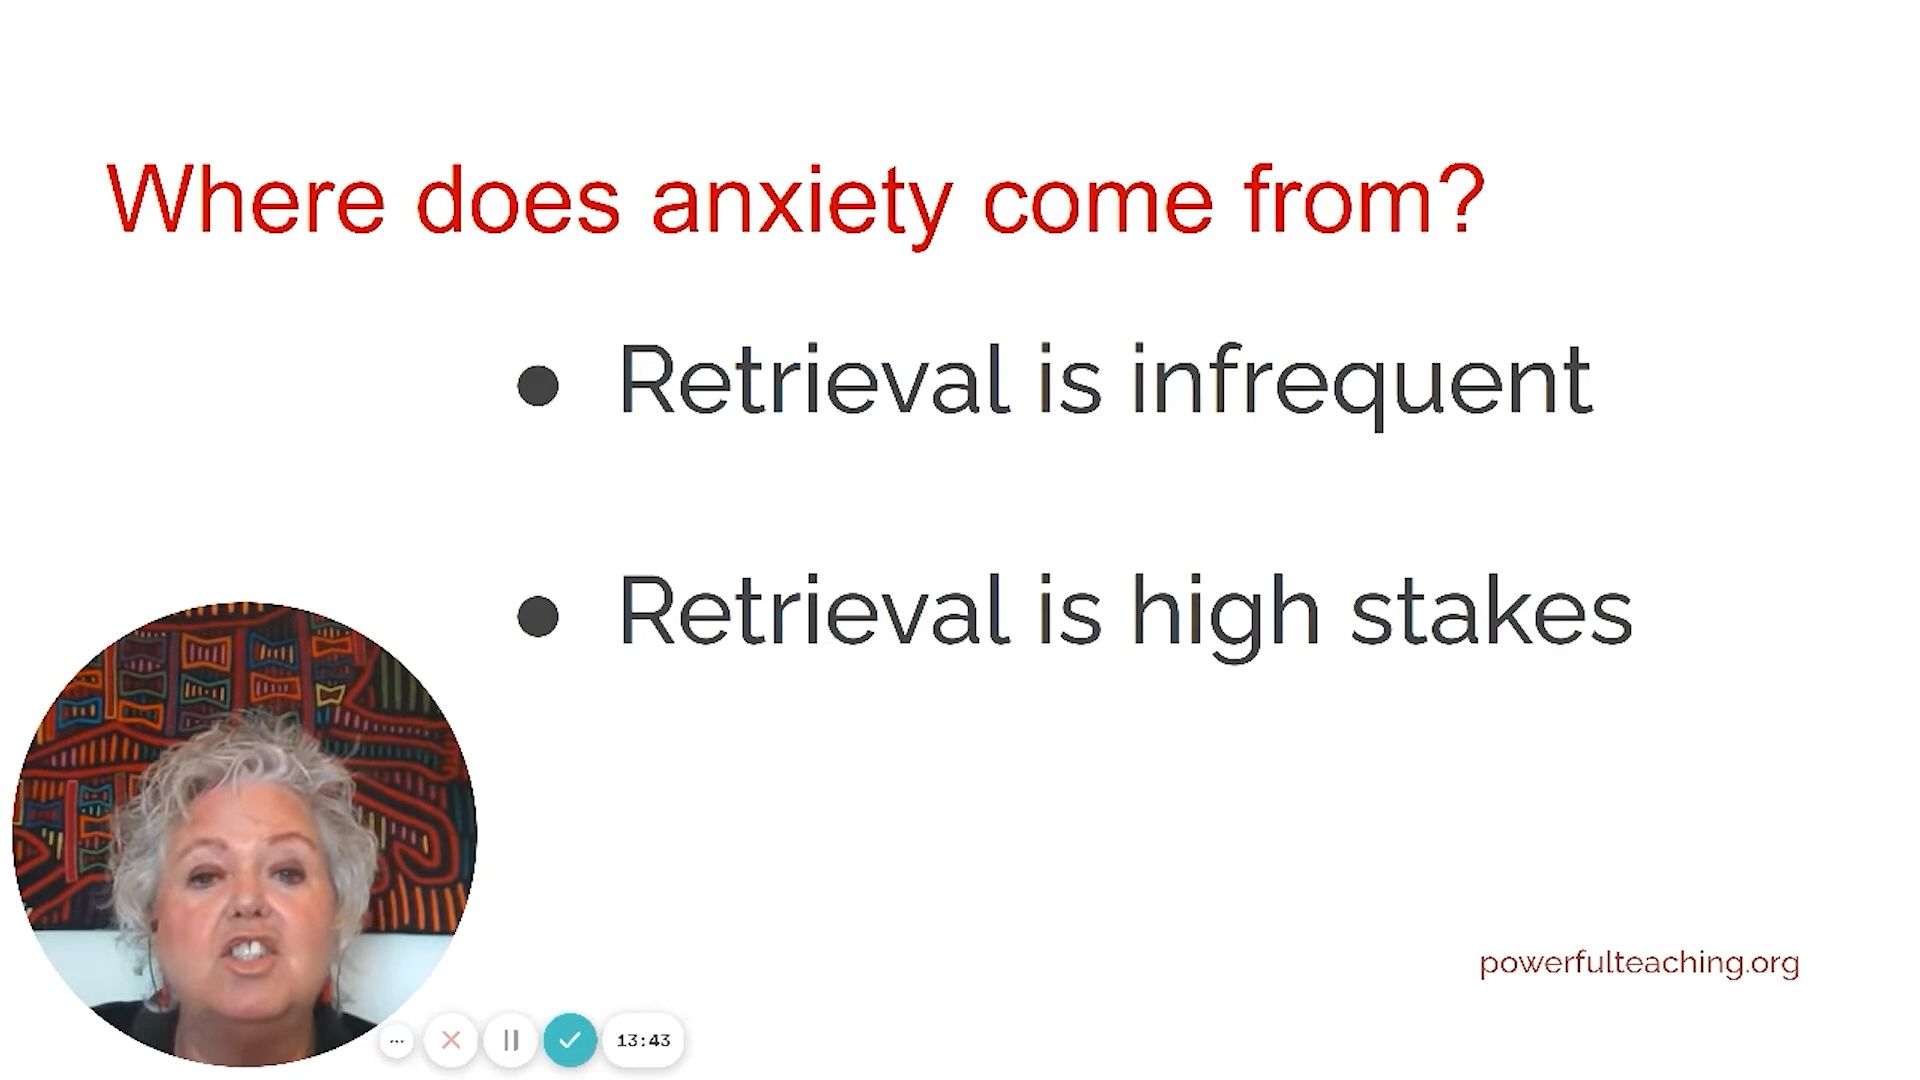 Where does anxiety come from?
● Retrieval is infrequent
● Retrieval is high stakes
powerfulteaching.org
13:43